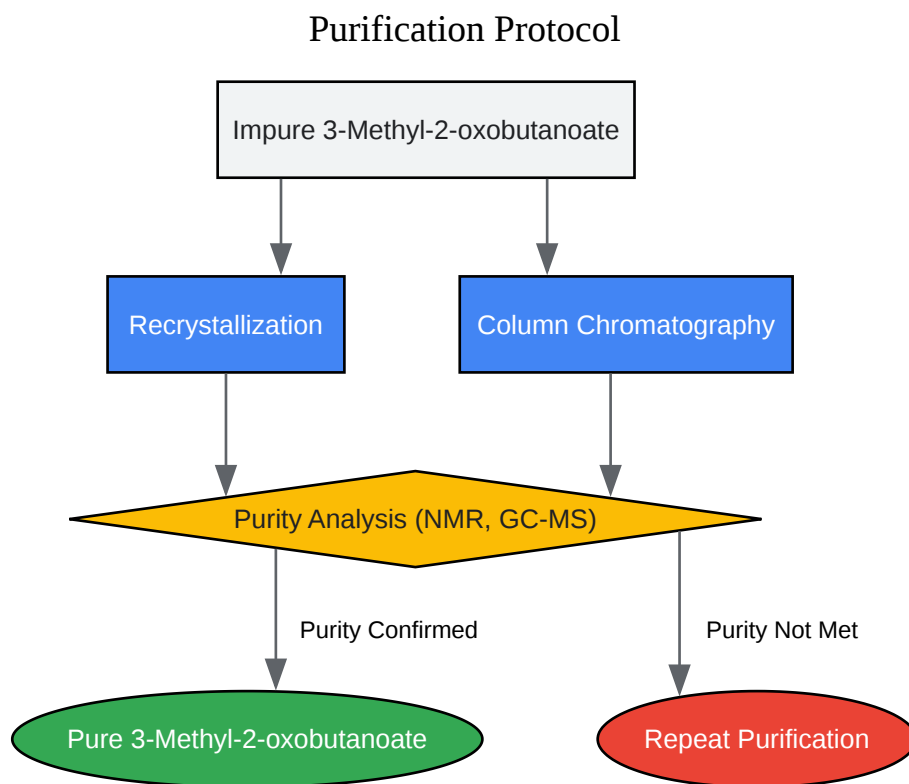 Purification Protocol
Impure 3-Methyl-2-oxobutanoate
Recrystallization
Column Chromatography
Purity Analysis (NMR, GC-MS)
Purity Confirmed
Purity Not Met
Pure 3-Methyl-2-oxobutanoate
Repeat Purification